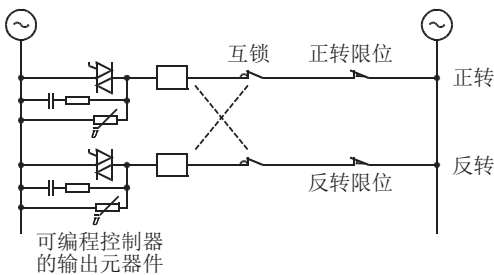 互锁
正转限位
正转
反转
反转限位
可编程控制器
的输出元器件